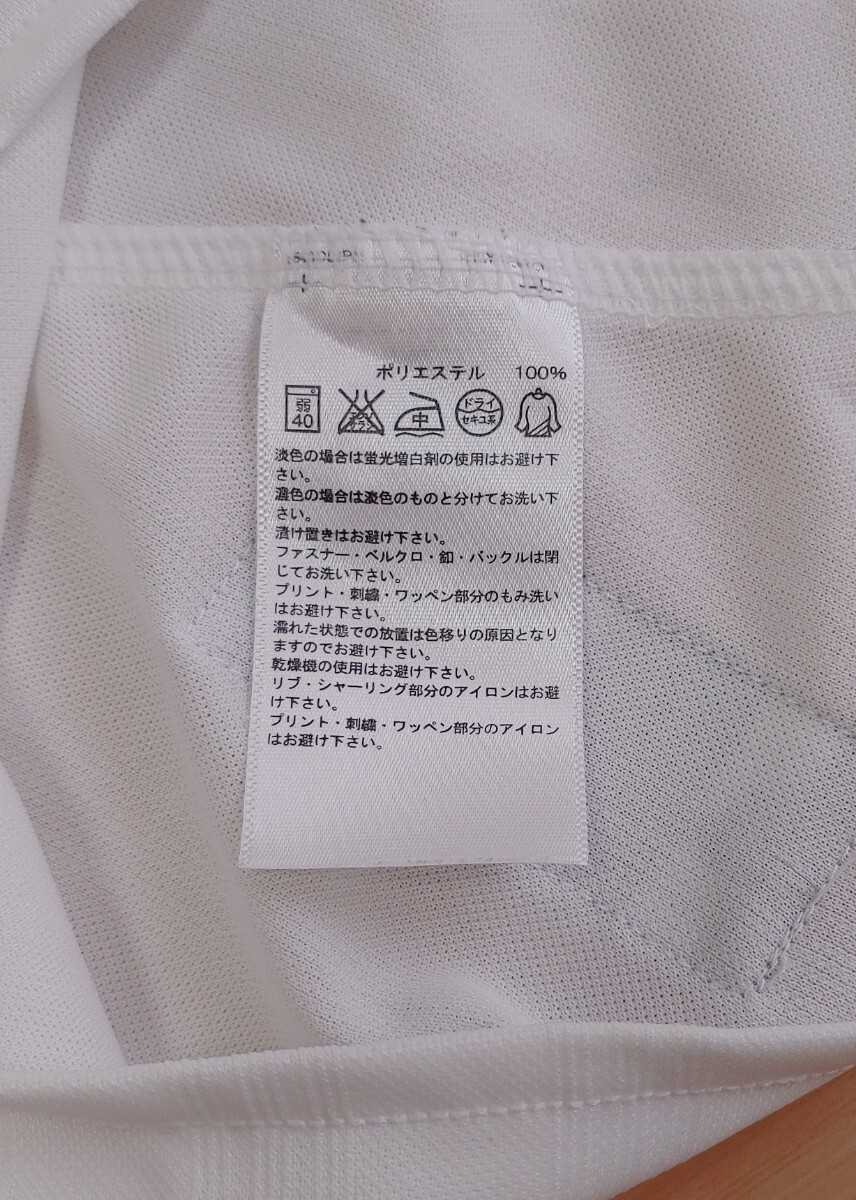 ポリエステル 100%
弱 40 中 ドライ セキユ系
淡色の場合は蛍光増白剤の使用はお避け下
さい。
濃色の場合は淡色のものと分けてお洗い下
さい。
漬け置きはお避け下さい。
ファスナー・ベルクロ・釦・バックルは閉
じてお洗い下さい。
プリント・刺繍・ワッペン部分のもみ洗い
はお避け下さい。
濡れた状態での放置は色移りの原因となり
ますのでお避け下さい。
乾燥機の使用はお避け下さい。
リブ・シャーリング部分のアイロンはお避
け下さい。
プリント・刺繍・ワッペン部分のアイロン
はお避け下さい。